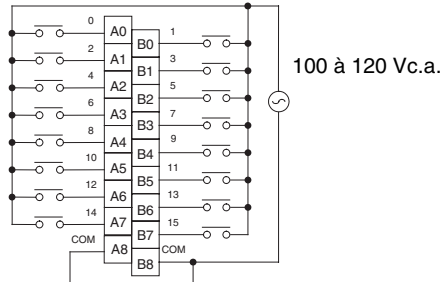 0 A0
B0 1
2 A1
B1 3
4 A2
B2 5
6 A3
B3 7
8 A4
B4 9
10 A5
B5 11
12 A6
B6 13
14 A7
B7 15
COM A8
B8 COM
100 à 120 Vc.a.